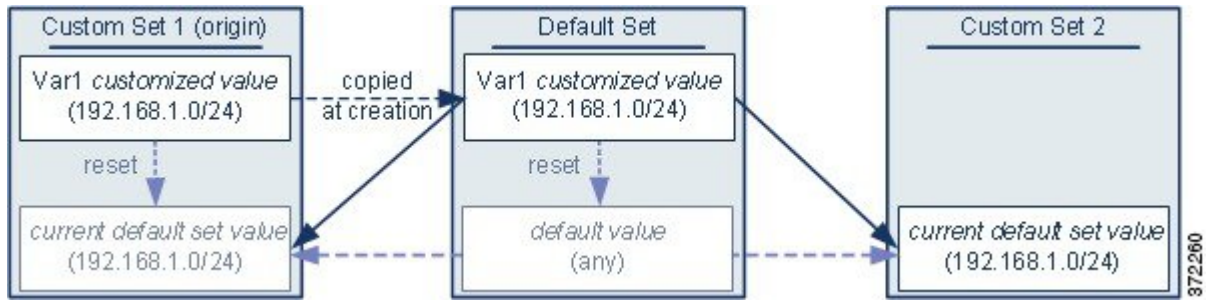 Custom Set 1 (origin)
Var1 customized value
(192.168.1.0/24)
reset
current default set value
(192.168.1.0/24)
copied
at creation
Default Set
Var1 customized value
(192.168.1.0/24)
reset
default value
(any)
Custom Set 2
current default set value
(192.168.1.0/24)
372260